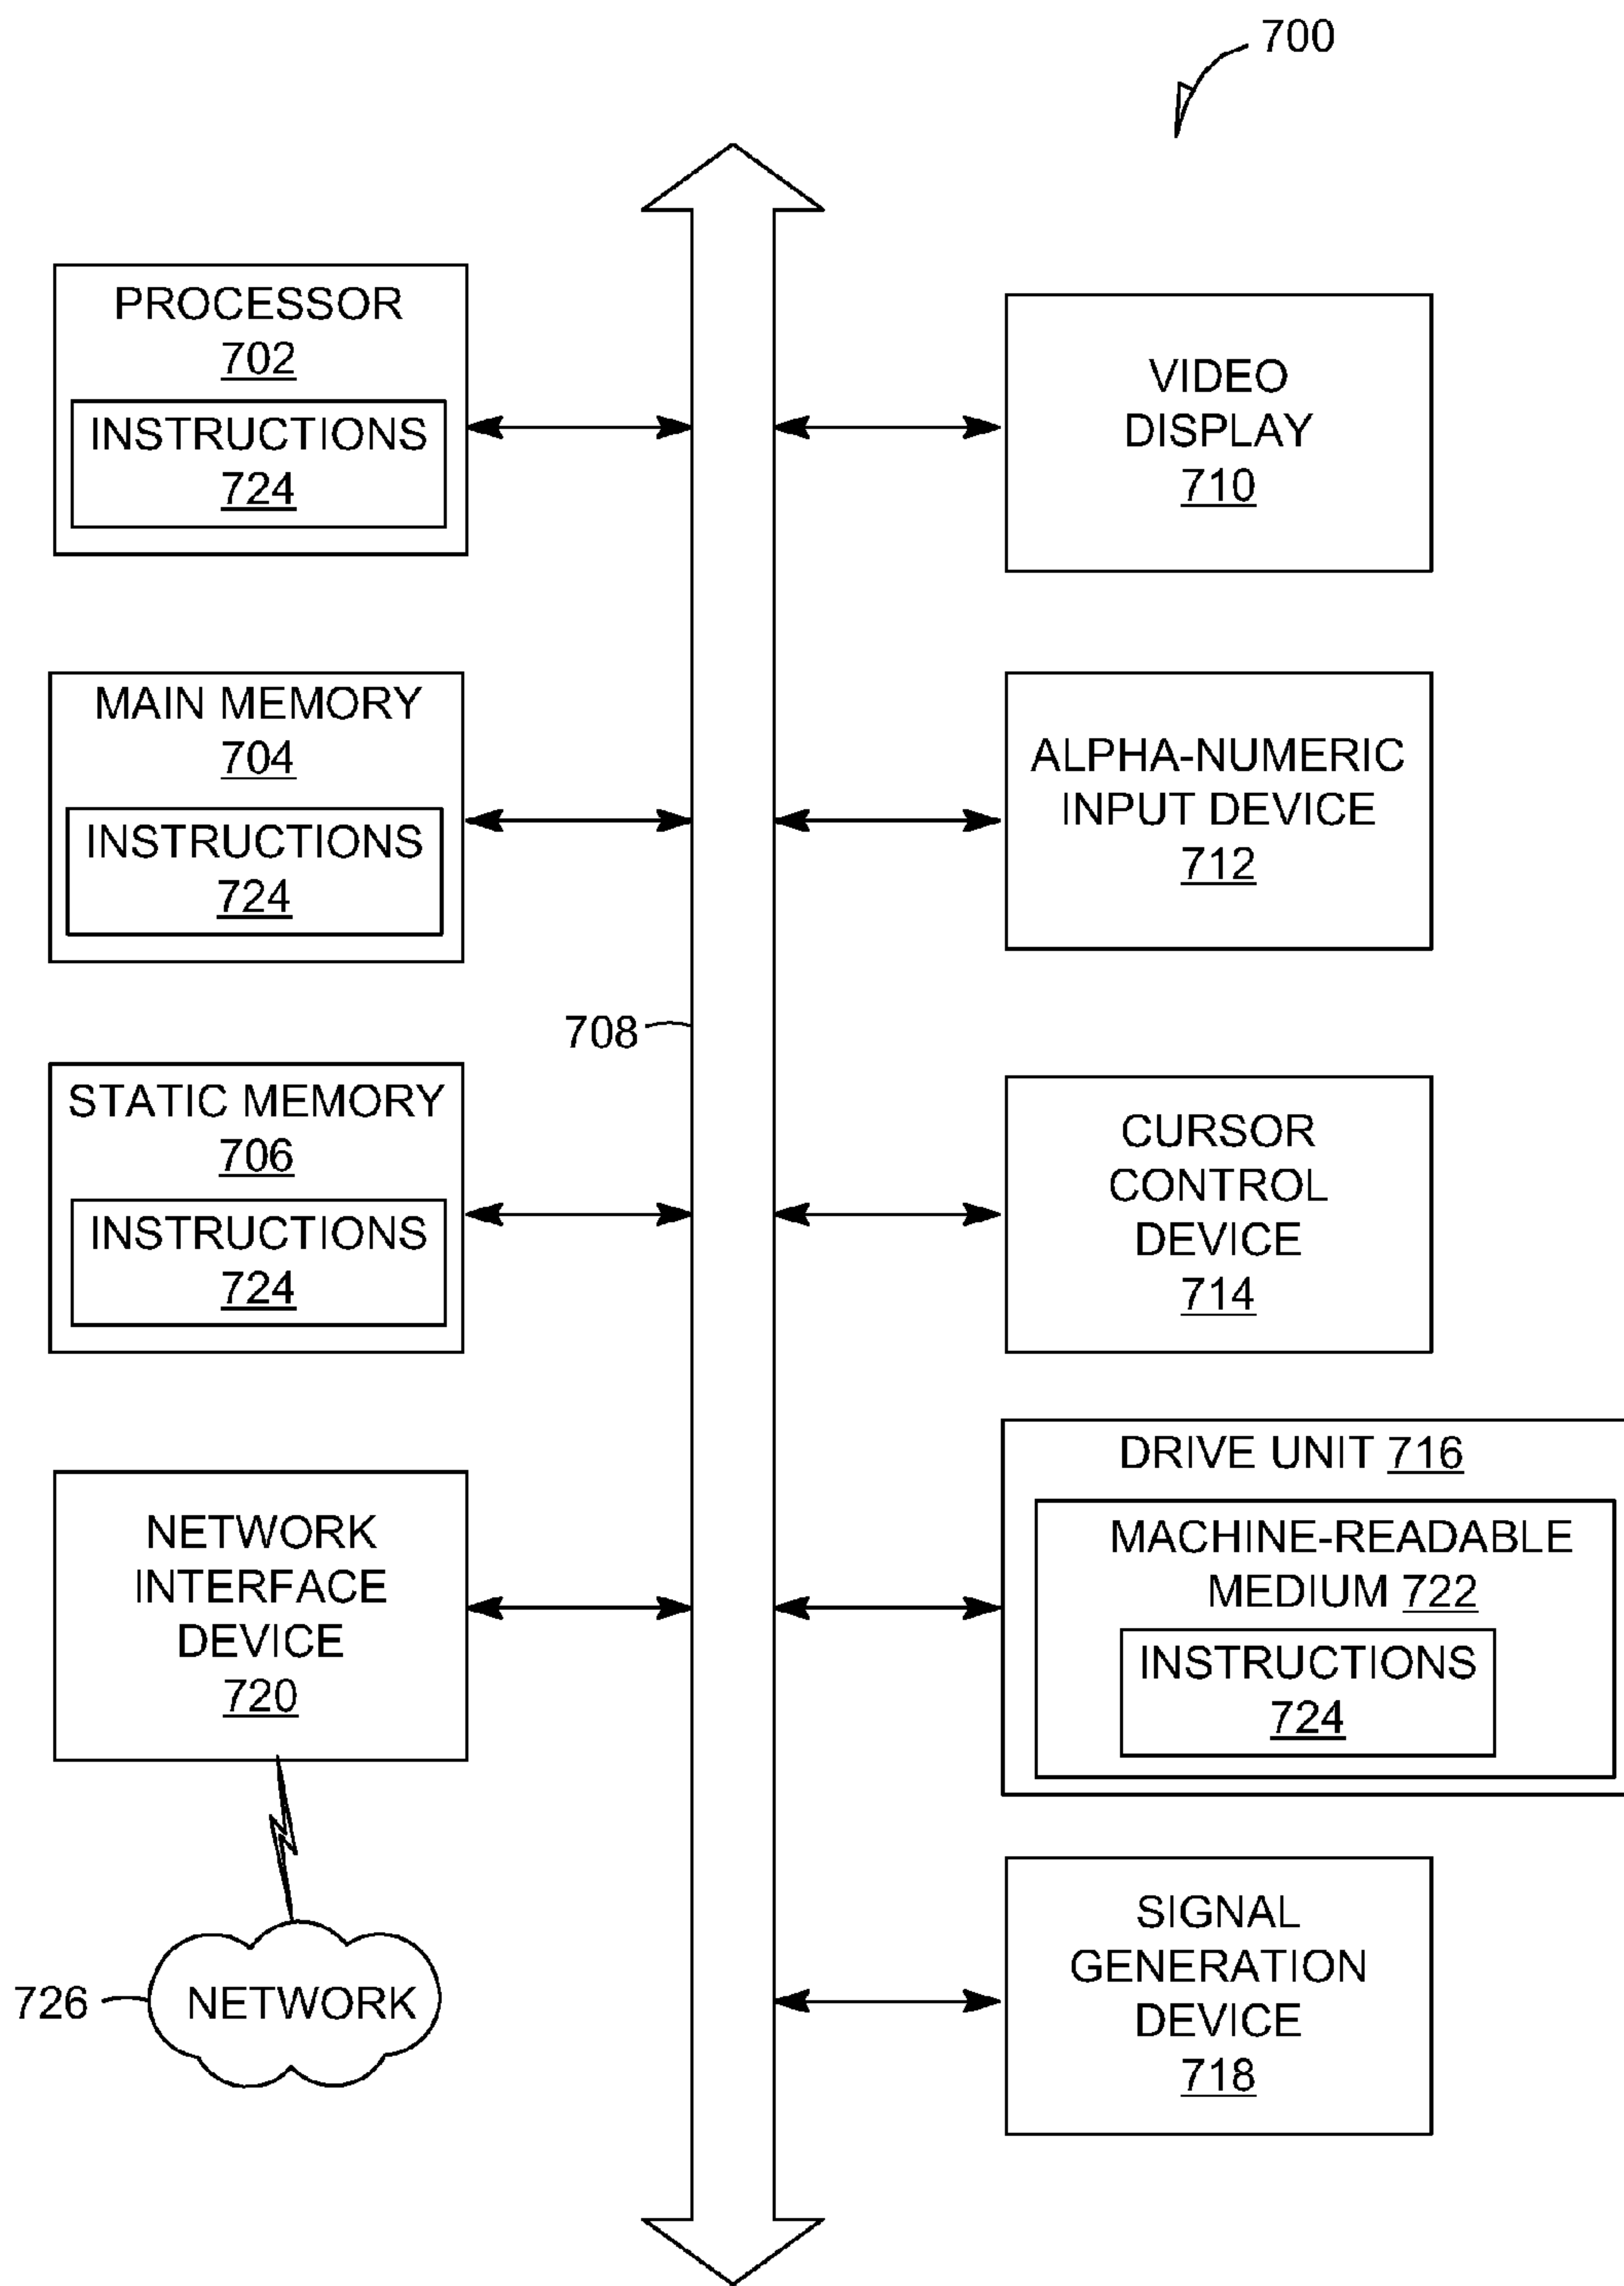 700
PROCESSOR
702
INSTRUCTIONS
724
MAIN MEMORY
704
INSTRUCTIONS
724
708
STATIC MEMORY
706
INSTRUCTIONS
724
NETWORK
INTERFACE
DEVICE
720
726
NETWORK
VIDEO
DISPLAY
710
ALPHA-NUMERIC
INPUT DEVICE
712
CURSOR
CONTROL
DEVICE
714
DRIVE UNIT 716
MACHINE-READABLE
MEDIUM 722
INSTRUCTIONS
724
SIGNAL
GENERATION
DEVICE
718